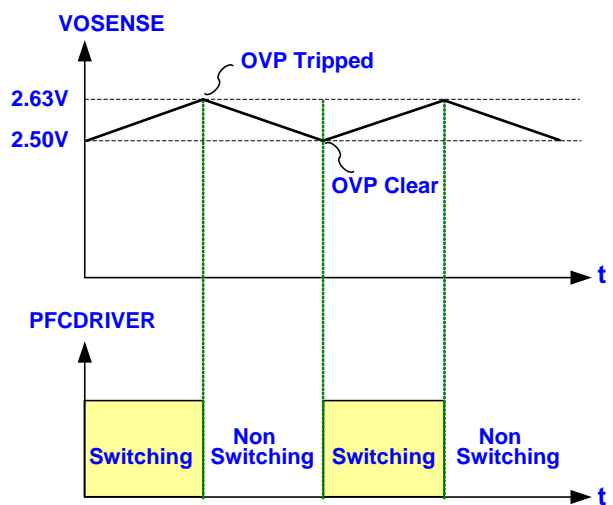 VOSENSE
OVP Tripped
2.63V
2.50V
OVP Clear
t
PFCDRIVER
Switching
Non
Switching
Switching
Non
Switching
t